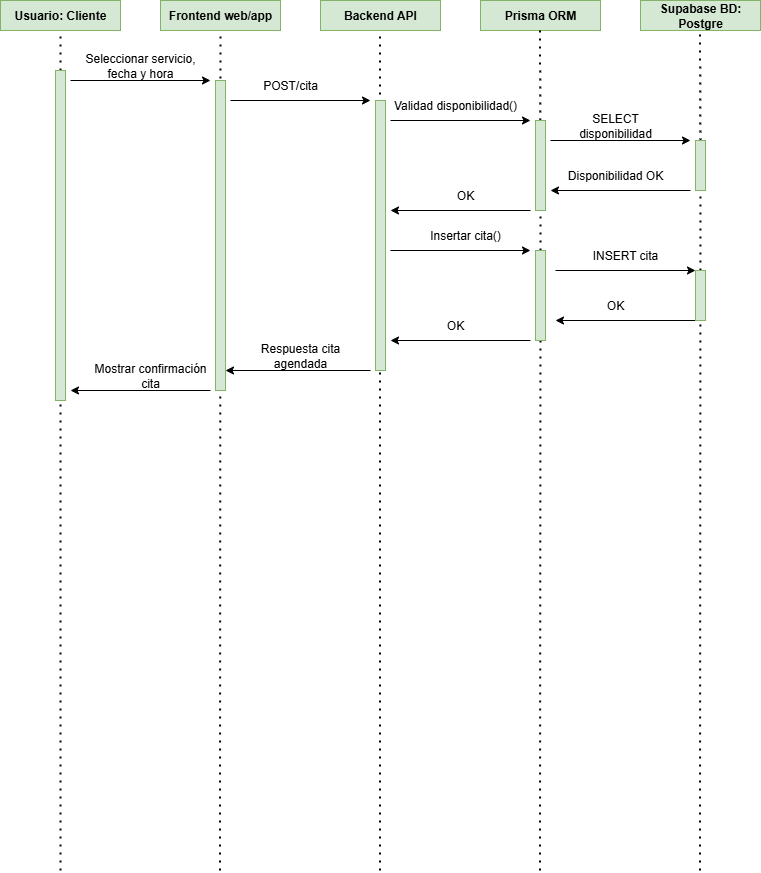 Usuario: Cliente
Frontend web/app
Backend API
Prisma ORM
Supabase BD:
Postgre
Seleccionar servicio,
fecha y hora
POST/cita
Validad disponibilidad()
SELECT
disponibilidad
Disponibilidad OK
OK
Insertar cita()
INSERT cita
OK
OK
Respuesta cita
agendada
Mostrar confirmación
cita